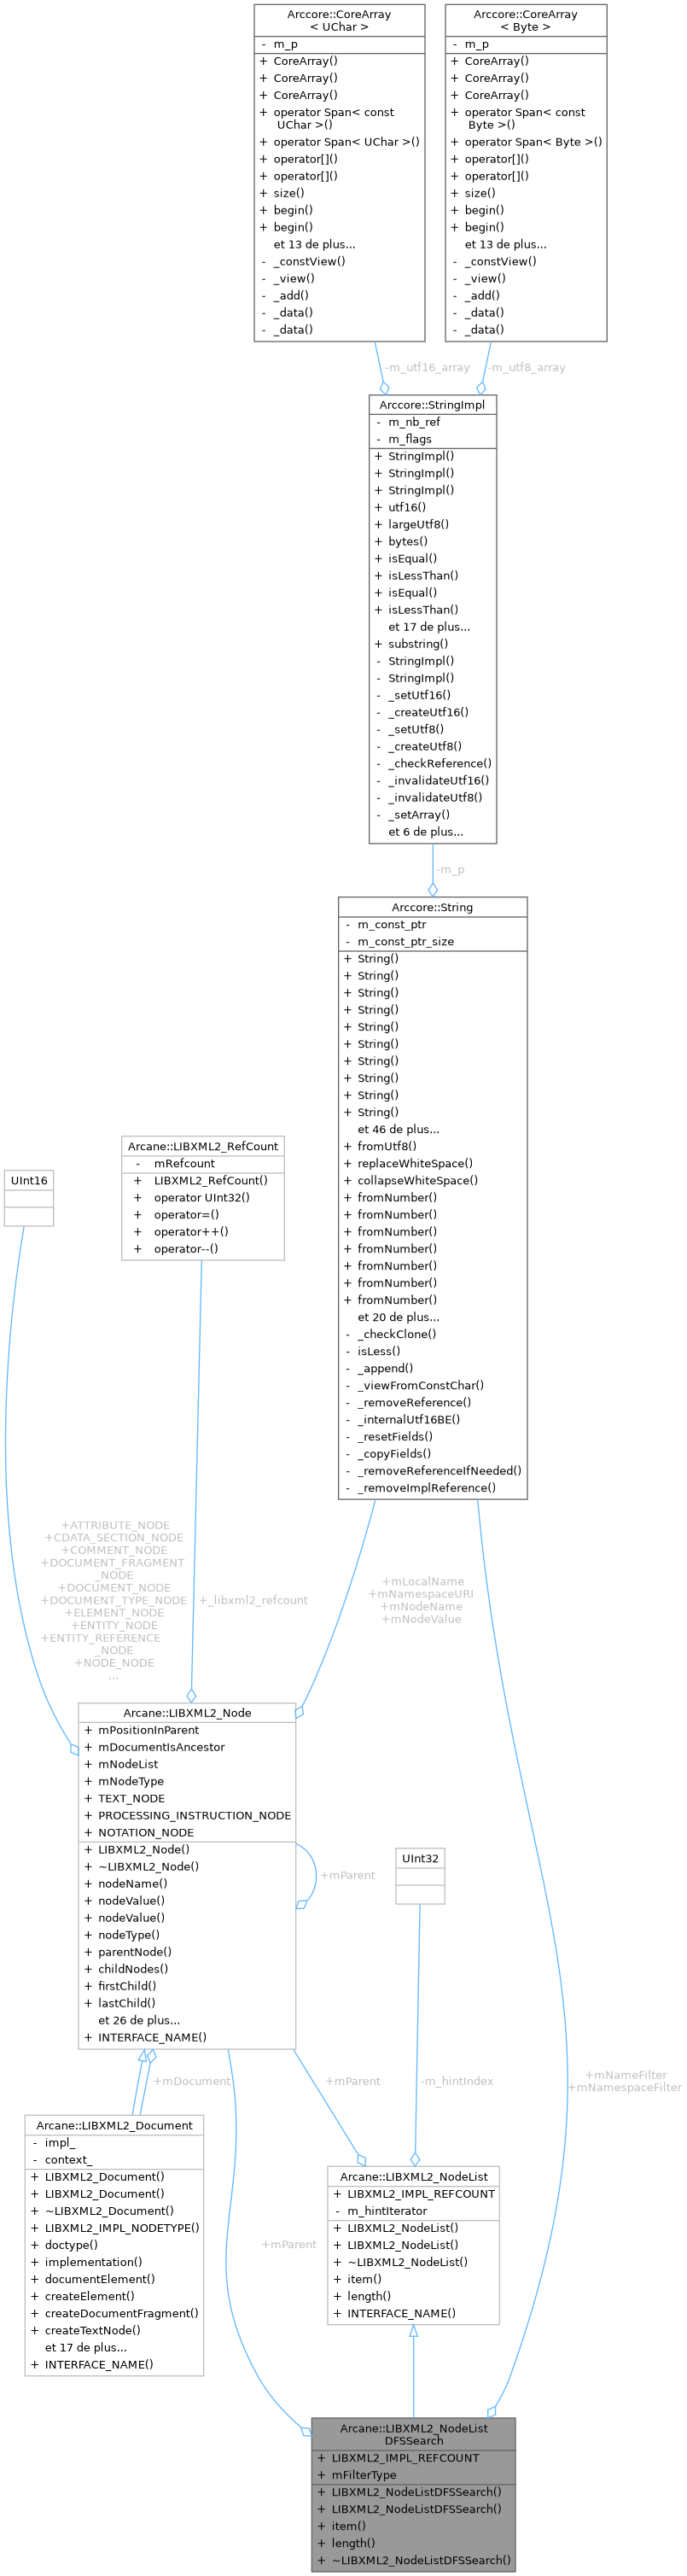 Arccore::CoreArray
< UChar >
- m_p
+ CoreArray()
+ CoreArray()
+ CoreArray()
+ operator Span< const
UChar >()
+ operator Span< UChar >()
+ operator[]()
+ operator[]()
+ size()
+ begin()
+ begin()
et 13 de plus...
- _constView()
- _view()
- _add()
- _data()
- _data()
Arccore::CoreArray
< Byte >
- m_p
+ CoreArray()
+ CoreArray()
+ CoreArray()
+ operator Span< const
Byte >()
+ operator Span< Byte >()
+ operator[]()
+ operator[]()
+ size()
+ begin()
+ begin()
et 13 de plus...
- _constView()
- _view()
- _add()
- _data()
- _data()
-m_utf16_array
-m_utf8_array
Arccore::StringImpl
- m_nb_ref
- m_flags
+ StringImpl()
+ StringImpl()
+ StringImpl()
+ utf16()
+ largeUtf8()
+ bytes()
+ isEqual()
+ isLessThan()
+ isEqual()
+ isLessThan()
et 17 de plus...
+ substring()
- StringImpl()
- StringImpl()
- _setUtf16()
- _createUtf16()
- _setUtf8()
- _createUtf8()
- _checkReference()
- _invalidateUtf16()
- _invalidateUtf8()
- _setArray()
et 6 de plus...
-m_p
Arccore::String
- m_const_ptr
- m_const_ptr_size
+ String()
+ String()
+ String()
+ String()
+ String()
+ String()
+ String()
+ String()
+ String()
+ String()
et 46 de plus...
+ fromUtf8()
+ replaceWhiteSpace()
+ collapseWhiteSpace()
+ fromNumber()
+ fromNumber()
+ fromNumber()
+ fromNumber()
+ fromNumber()
+ fromNumber()
+ fromNumber()
et 20 de plus...
- _checkClone()
- isLess()
- _append()
- _viewFromConstChar()
- _removeReference()
- _internalUtf16BE()
- _resetFields()
- _copyFields()
- _removeReferenceIfNeeded()
- _removeImplReference()
Arcane::LIBXML2_RefCount
- mRefcount
+ LIBXML2_RefCount()
+ operator UInt32()
+ operator=()
+ operator++()
+ operator--()
UInt16
+ATTRIBUTE_NODE
+CDATA_SECTION_NODE
+COMMENT_NODE
+DOCUMENT_FRAGMENT
_NODE
+DOCUMENT_NODE
+DOCUMENT_TYPE_NODE
+ELEMENT_NODE
+ENTITY_NODE
+ENTITY_REFERENCE
_NODE
+NODE_NODE
...
+_libxml2_refcount
+mLocalName
+mNamespaceURI
+mNodeName
+mNodeValue
Arcane::LIBXML2_Node
+ mPositionInParent
+ mDocumentIsAncestor
+ mNodeList
+ mNodeType
+ TEXT_NODE
+ PROCESSING_INSTRUCTION_NODE
+ NOTATION_NODE
+ LIBXML2_Node()
+ ~LIBXML2_Node()
+ nodeName()
+ nodeValue()
+ nodeValue()
+ nodeType()
+ parentNode()
+ childNodes()
+ firstChild()
+ lastChild()
et 26 de plus...
+ INTERFACE_NAME()
+mParent
UInt32
+mDocument
+mParent
-m_hintIndex
+mNameFilter
+mNamespaceFilter
Arcane::LIBXML2_Document
- impl_
- context_
+ LIBXML2_Document()
+ LIBXML2_Document()
+ ~LIBXML2_Document()
+ LIBXML2_IMPL_NODETYPE()
+ doctype()
+ implementation()
+ documentElement()
+ createElement()
+ createDocumentFragment()
+ createTextNode()
et 17 de plus...
+ INTERFACE_NAME()
+mParent
Arcane::LIBXML2_NodeList
+ LIBXML2_IMPL_REFCOUNT
- m_hintIterator
+ LIBXML2_NodeList()
+ LIBXML2_NodeList()
+ ~LIBXML2_NodeList()
+ item()
+ length()
+ INTERFACE_NAME()
Arcane::LIBXML2_NodeList
DFSSearch
+ LIBXML2_IMPL_REFCOUNT
+ mFilterType
+ LIBXML2_NodeListDFSSearch()
+ LIBXML2_NodeListDFSSearch()
+ item()
+ length()
+ ~LIBXML2_NodeListDFSSearch()